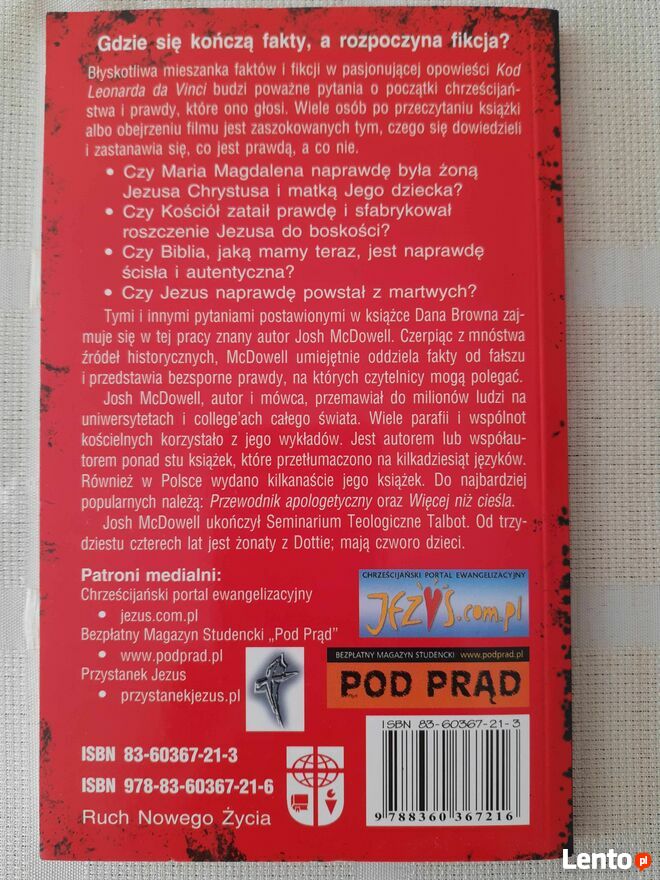 Gdzie się kończą fakty, a rozpoczyna fikcja?
Błyskotliwa mieszanka faktów i fikcji w pasjonującej opowieści Kod
Leonarda da Vinci budzi poważne pytania o początki chrześcijań-
stwa i prawdy, które ono głosi. Wiele osób po przeczytaniu książki
albo obejrzeniu filmu jest zaszokowanych tym, czego się dowiedzieli
i zastanawia się, co jest prawdą, a co nie.
• Czy Maria Magdalena naprawdę była żoną
Jezusa Chrystusa i matką Jego dziecka?
• Czy Kościół zataił prawdę i sfabrykował
roszczenie Jezusa do boskości?
• Czy Biblia, jaką mamy teraz, jest naprawdę
ścisła i autentyczna?
• Czy Jezus naprawdę powstał z martwych?
Tymi i innymi pytaniami postawionymi w książce Dana Browna zaj-
muje się w tej pracy znany autor Josh McDowell. Czerpiąc z mnóstwa
źródeł historycznych, McDowell umiejętnie oddziela fakty od fałszu
i przedstawia bezsporne prawdy, na których czytelnicy mogą polegać.
Josh McDowell, autor i mówca, przemawiał do milionów ludzi na
uniwersytetach i college'ach całego świata. Wiele parafii i wspólnot
kościelnych korzystało z jego wykładów. Jest autorem lub współau-
torem ponad stu książek, które przetłumaczono na kilkadziesiąt języków.
Również w Polsce wydano kilkanaście jego książek. Do najbardziej
popularnych należą: Przewodnik apologetyczny oraz Więcej niż cieśla.
Josh McDowell ukończył Seminarium Teologiczne Talbot. Od trzy-
dziestu czterech lat jest żonaty z Dottie; mają czworo dzieci.
Patroni medialni:
Chrześcijański portal ewangelizacyjny
• jezus.com.pl
Bezpłatny Magazyn Studencki „Pod Prąd”
• www.podprad.pl
Przystanek Jezus
• przystanekjezus.pl
CHRZEŚCIJAŃSKI PORTAL EWANGELIZACYJNY
JEZUS.com.pl
BEZPŁATNY MAGAZYN STUDENCKI www.podprad.pl
POD PRĄD
ISBN 83-60367-21-3
ISBN 83-60367-21-3
ISBN 978-83-60367-21-6
Ruch Nowego Życia
9 788360 367216
Lento.pl